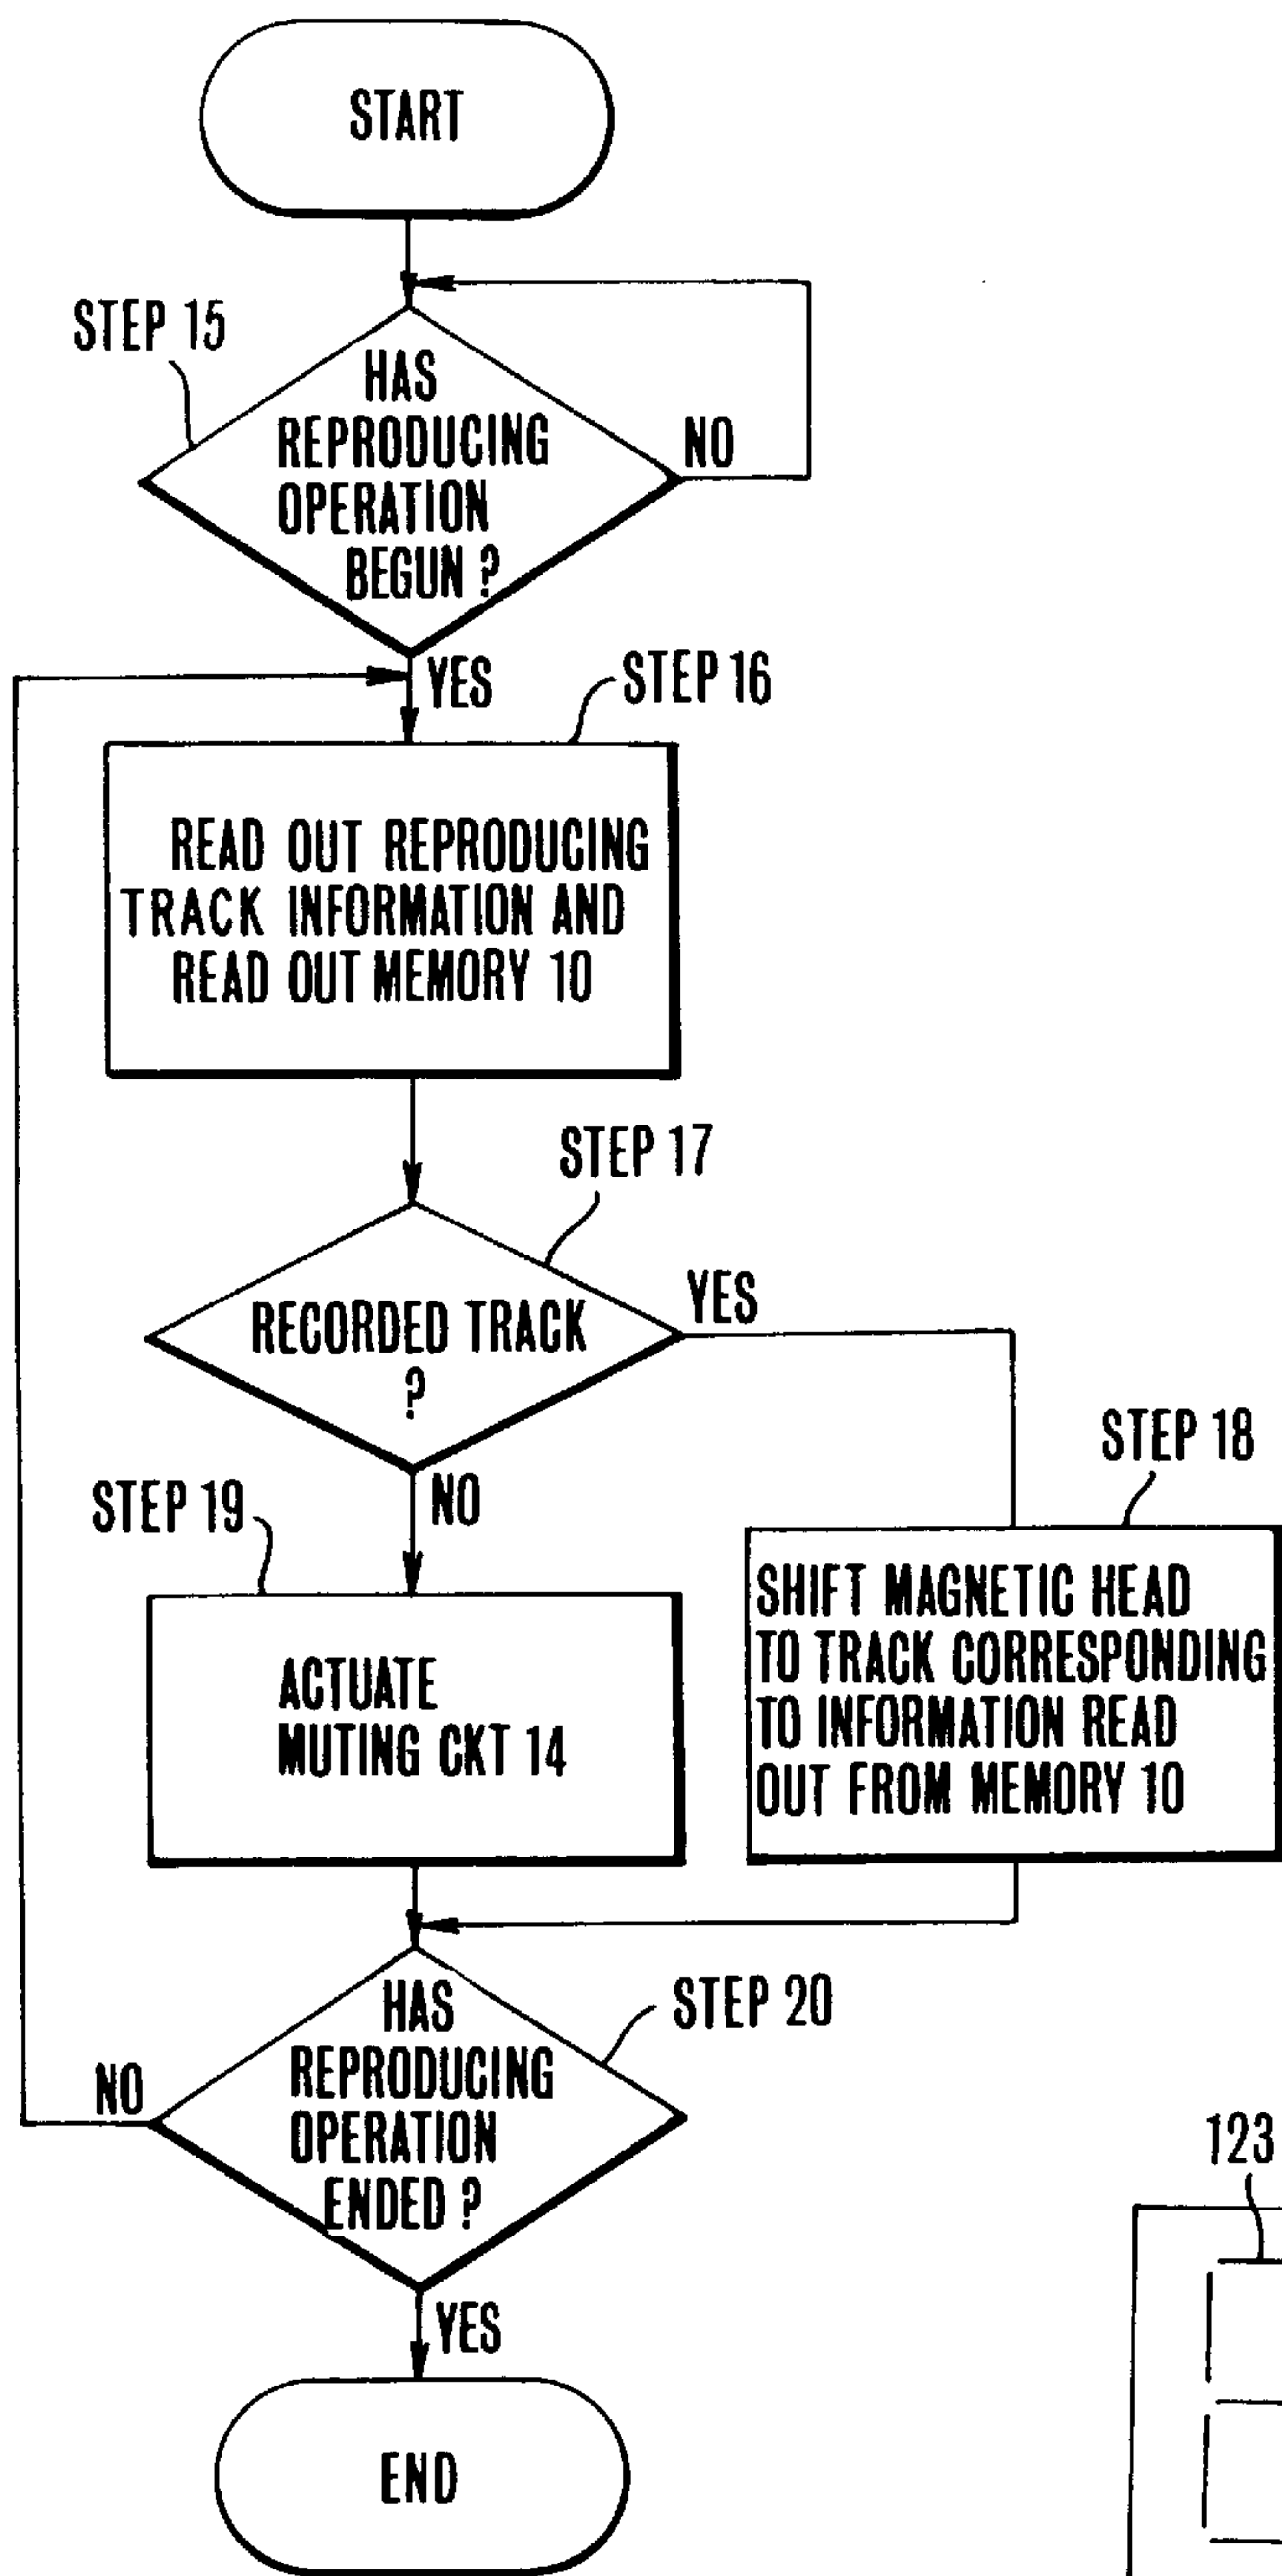 START
STEP 15
HAS
REPRODUCING
OPERATION
BEGUN ?
NO
YES
STEP 16
READ OUT REPRODUCING
TRACK INFORMATION AND
READ OUT MEMORY 10
STEP 17
RECORDED TRACK
?
YES
NO
STEP 18
STEP 19
SHIFT MAGNETIC HEAD
TO TRACK CORRESPONDING
TO INFORMATION READ
OUT FROM MEMORY 10
ACTUATE
MUTING CKT 14
STEP 20
HAS
REPRODUCING
OPERATION
ENDED ?
NO
YES
END
123